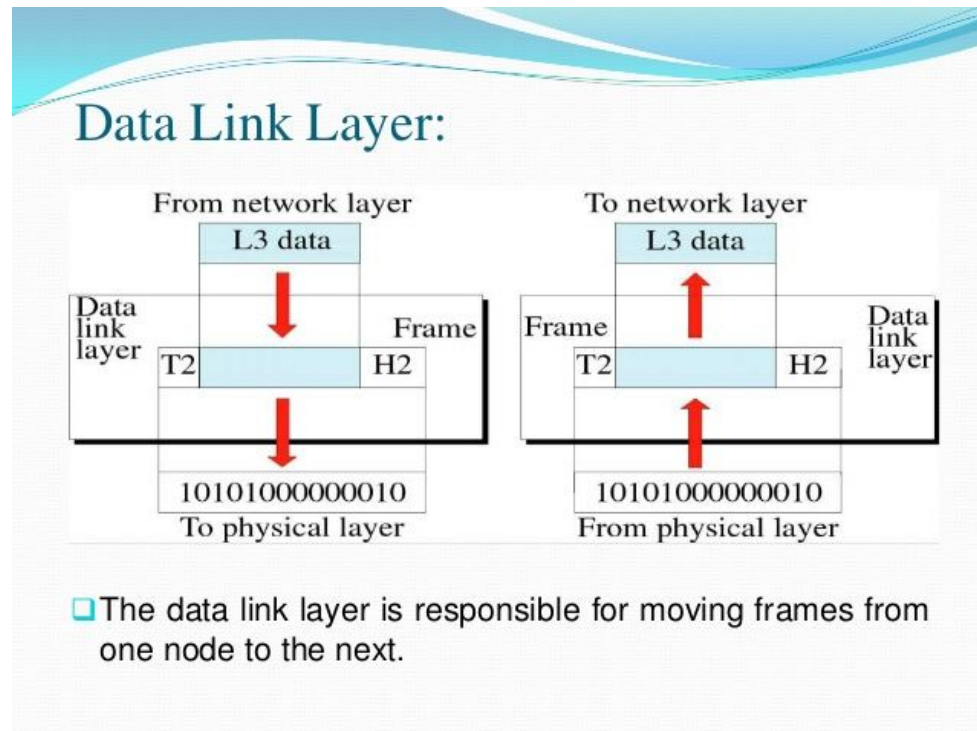 Data Link Layer:
From network layer
L3 data
Data
link
layer
Frame
T2
H2
10101000000010
To physical layer
To network layer
L3 data
Frame
Data
link
layer
T2
H2
10101000000010
From physical layer
The data link layer is responsible for moving frames from
one node to the next.